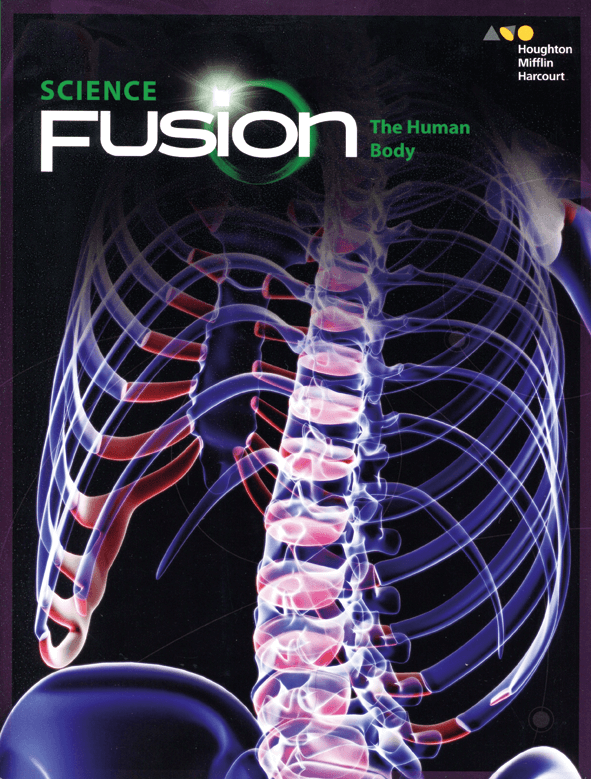 Houghton
Mifflin
Harcourt
SCIENCE
FUSION
The Human
Body